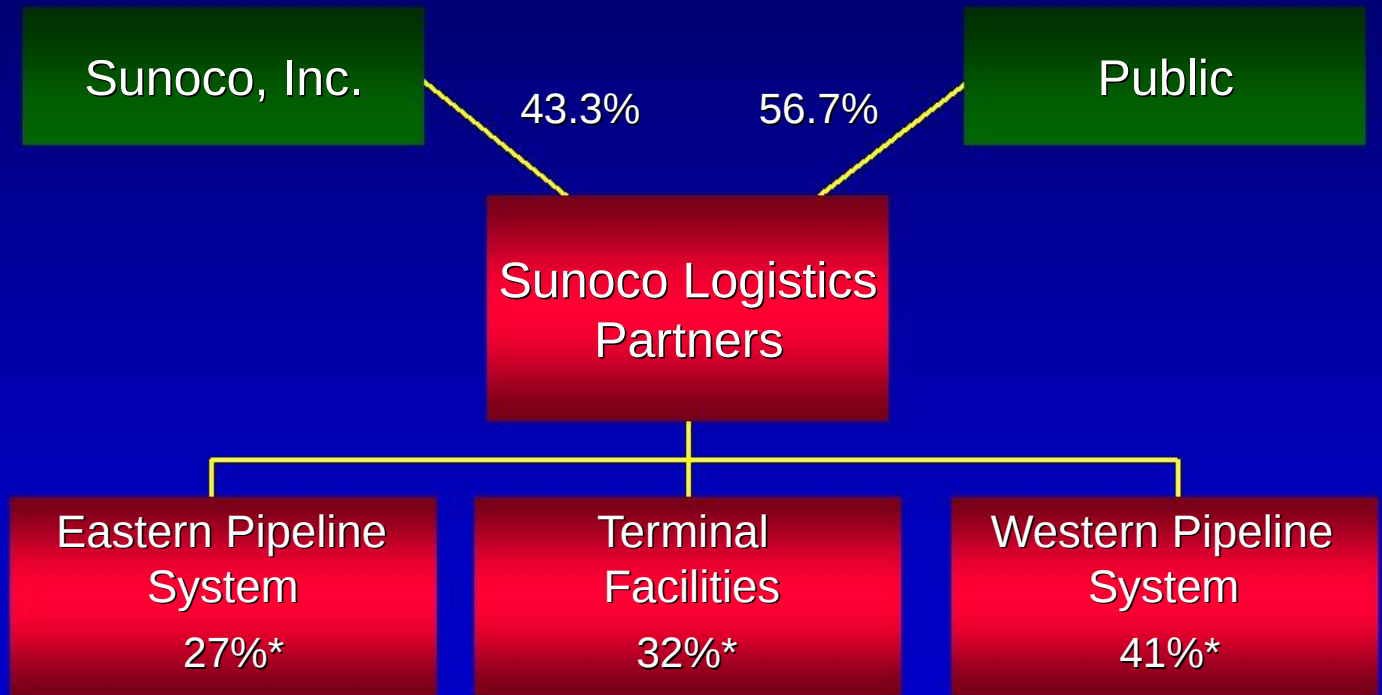 Sunoco, Inc.
Public
43.3%
56.7%
Sunoco Logistics
Partners
Eastern Pipeline
System
27%*
Terminal
Facilities
32%*
Western Pipeline
System
41%*